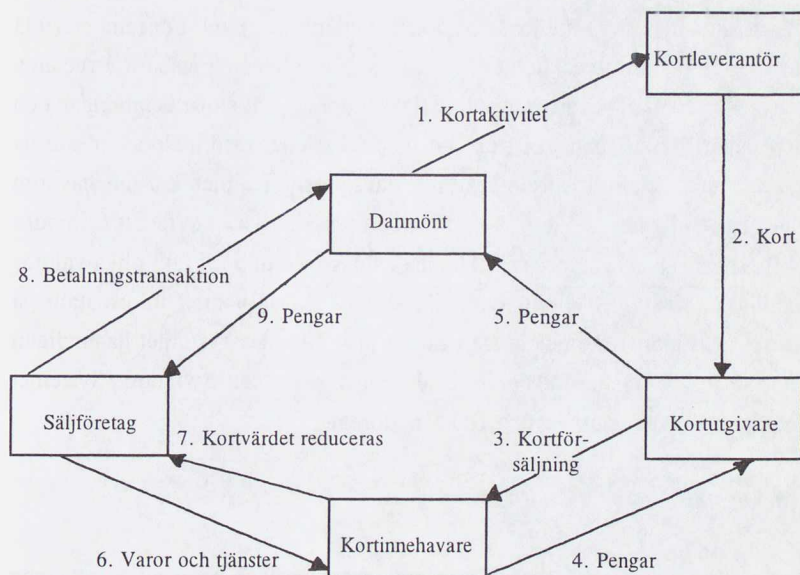 Kortleverantör
1. Kortaktivitet
Danmönt
2. Kort
8. Betalningstransaktion
9. Pengar
5. Pengar
Säljföretag
7. Kortvärdet reduceras
3. Kortför-
säljning
Kortutgivare
Kortinnehavare
6. Varor och tjänster
4. Pengar